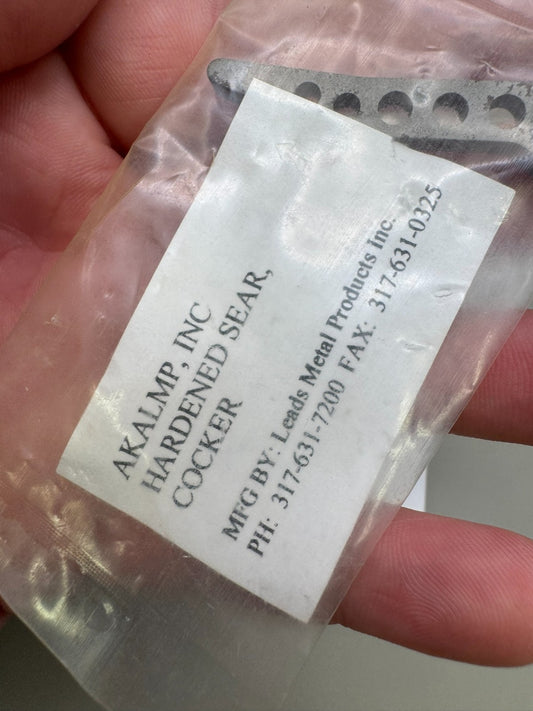 AKALMP, INC
HARDENED SEAR,
COCKER
MFG BY: Leads Metal Products inc.
PH: 317-631-7200 FAX: 317-631-0325